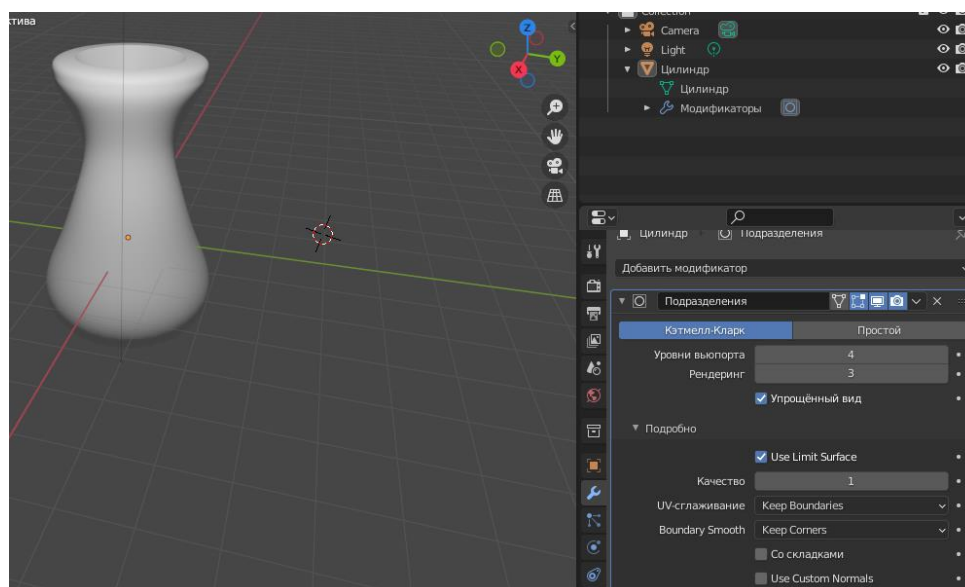 ктива
Z
Y
X
Collection
Camera
Light
Цилиндр
Цилиндр
Модификаторы
Цилиндр
Подразделения
Добавить модификатор
Подразделения
Кэтмелл-Кларк
Простой
Уровни вьюпорта 4
Рендеринг 3
Упрощённый вид
Подробно
Use Limit Surface
Качество 1
UV-сглаживание Keep Boundaries
Boundary Smooth Keep Corners
Со складками
Use Custom Normals